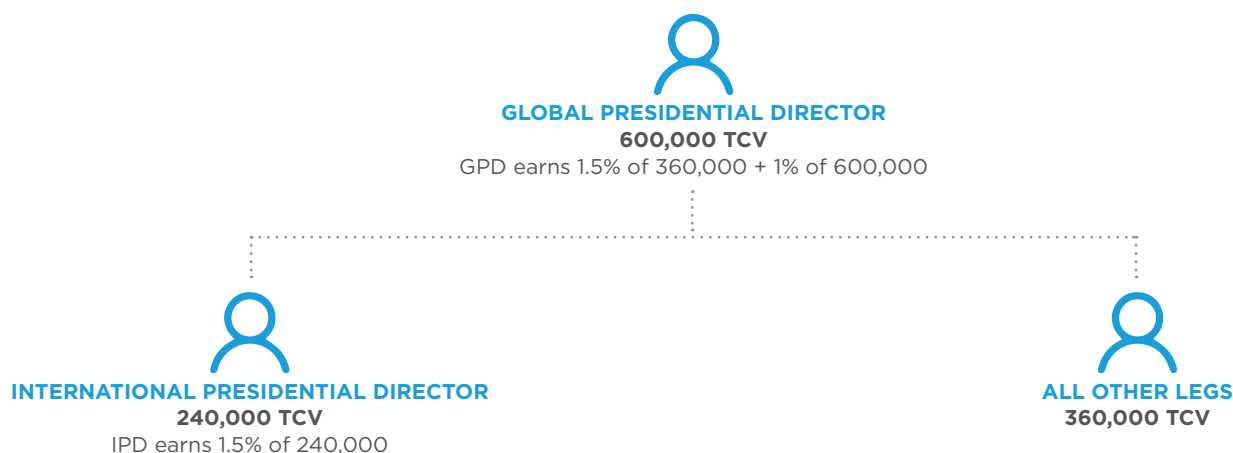 GLOBAL PRESIDENTIAL DIRECTOR
600,000 TCV
GPD earns 1.5% of 360,000 + 1% of 600,000
INTERNATIONAL PRESIDENTIAL DIRECTOR
240,000 TCV
IPD earns 1.5% of 240,000
ALL OTHER LEGS
360,000 TCV